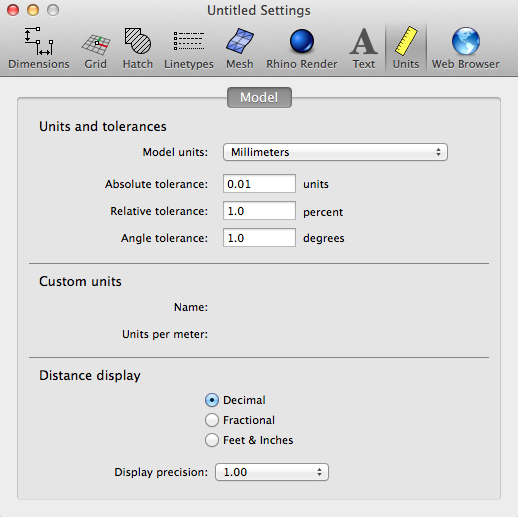 Untitled Settings
Dimensions Grid Hatch Linetypes Mesh Rhino Render Text Units Web Browser
Model
Units and tolerances
Model units: Millimeters
Absolute tolerance: 0.01 units
Relative tolerance: 1.0 percent
Angle tolerance: 1.0 degrees
Custom units
Name:
Units per meter:
Distance display
Decimal
Fractional
Feet & Inches
Display precision: 1.00